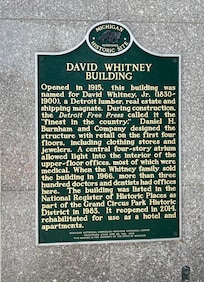 MICHIGAN
HISTORIC SITE
DAVID WHITNEY
BUILDING
Opened in 1915, this building was
named for David Whitney, Jr. (1830-
1900), a Detroit lumber, real estate and
shipping magnate. During construction,
the Detroit Free Press called it the
"finest in the country." Daniel H.
Burnham and Company designed the
structure with retail on the first four
floors, including clothing stores and
jewelers. A central four-story atrium
allowed light into the interior of the
upper-floor offices, most of which were
medical. When the Whitney family sold
the building in 1966, more than three
hundred doctors and dentists had offices
here. The building was listed in the
National Register of Historic Places as
part of the Grand Circus Park Historic
District in 1983. It reopened in 2014,
rehabilitated for use as a hotel and
apartments.